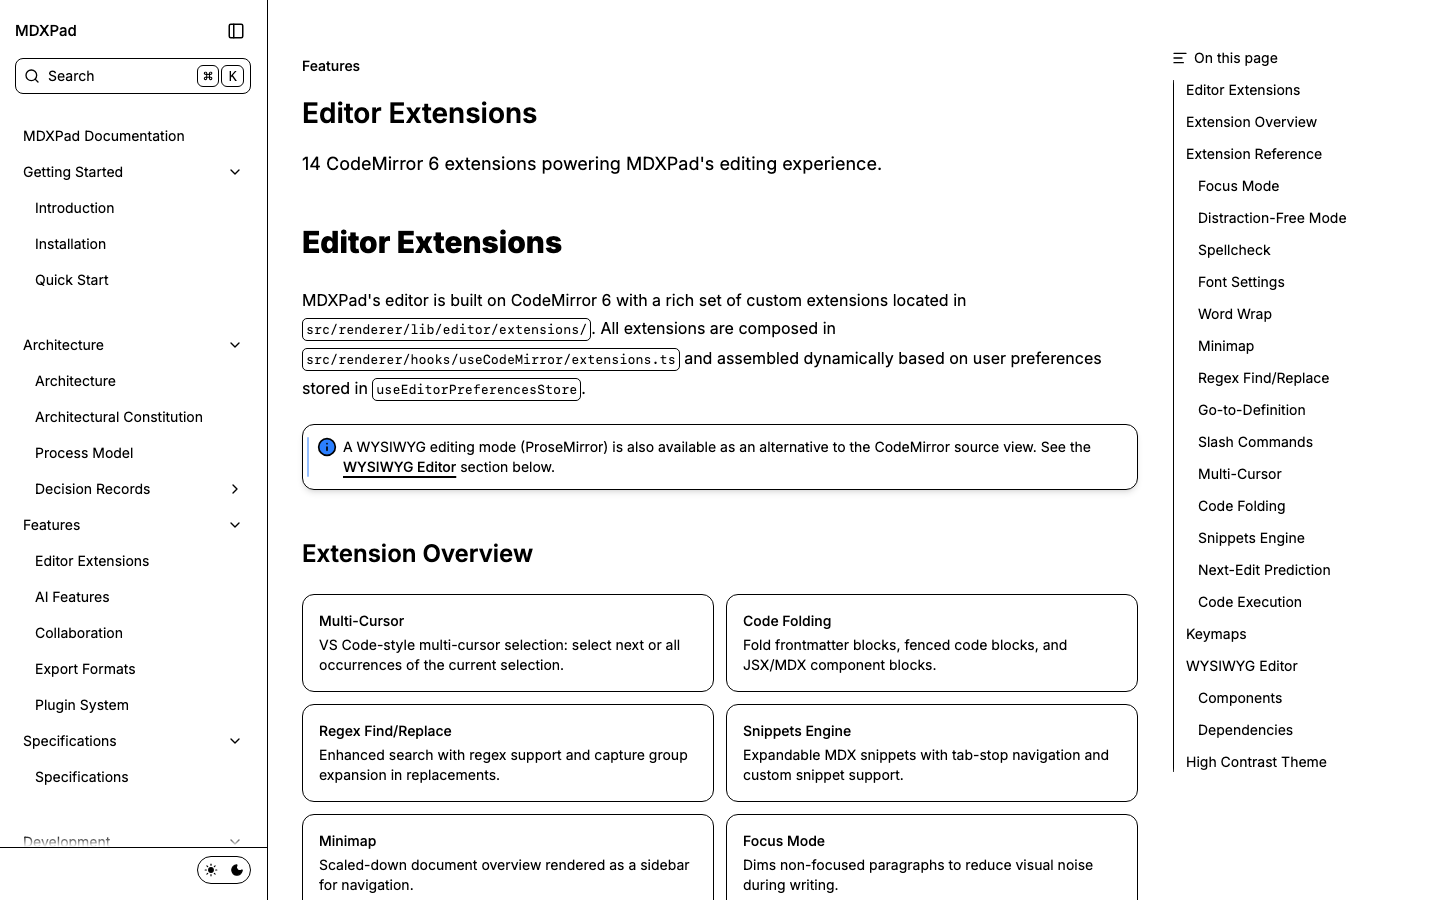 MDXPad
Search
⌘ K
MDXPad Documentation
Getting Started
Introduction
Installation
Quick Start
Architecture
Architecture
Architectural Constitution
Process Model
Decision Records
Features
Editor Extensions
AI Features
Collaboration
Export Formats
Plugin System
Specifications
Specifications
Development
Features
Editor Extensions
14 CodeMirror 6 extensions powering MDXPad's editing experience.
Editor Extensions
MDXPad's editor is built on CodeMirror 6 with a rich set of custom extensions located in
src/renderer/lib/editor/extensions/. All extensions are composed in
src/renderer/hooks/useCodeMirror/extensions.ts and assembled dynamically based on user preferences
stored in useEditorPreferencesStore.
A WYSIWYG editing mode (ProseMirror) is also available as an alternative to the CodeMirror source view. See the
WYSIWYG Editor section below.
Extension Overview
Multi-Cursor
VS Code-style multi-cursor selection: select next or all
occurrences of the current selection.
Code Folding
Fold frontmatter blocks, fenced code blocks, and
JSX/MDX component blocks.
Regex Find/Replace
Enhanced search with regex support and capture group
expansion in replacements.
Snippets Engine
Expandable MDX snippets with tab-stop navigation and
custom snippet support.
Minimap
Scaled-down document overview rendered as a sidebar
for navigation.
Focus Mode
Dims non-focused paragraphs to reduce visual noise
during writing.
On this page
Editor Extensions
Extension Overview
Extension Reference
Focus Mode
Distraction-Free Mode
Spellcheck
Font Settings
Word Wrap
Minimap
Regex Find/Replace
Go-to-Definition
Slash Commands
Multi-Cursor
Code Folding
Snippets Engine
Next-Edit Prediction
Code Execution
Keymaps
WYSIWYG Editor
Components
Dependencies
High Contrast Theme